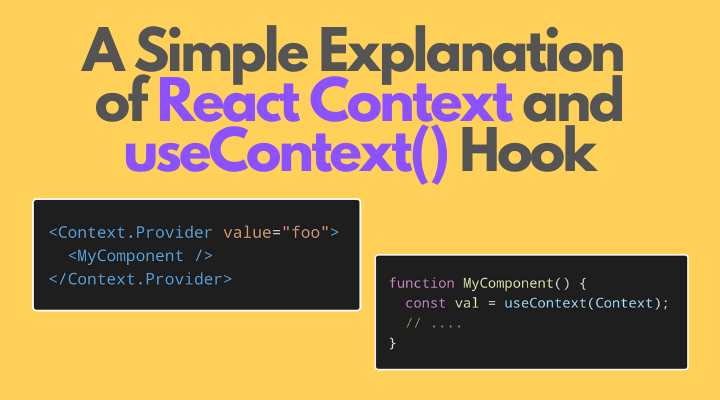 A Simple Explanation
of React Context and
useContext() Hook
<Context.Provider value="foo">
  <MyComponent />
</Context.Provider>
function MyComponent() {
  const val = useContext(Context);
  // ....
}